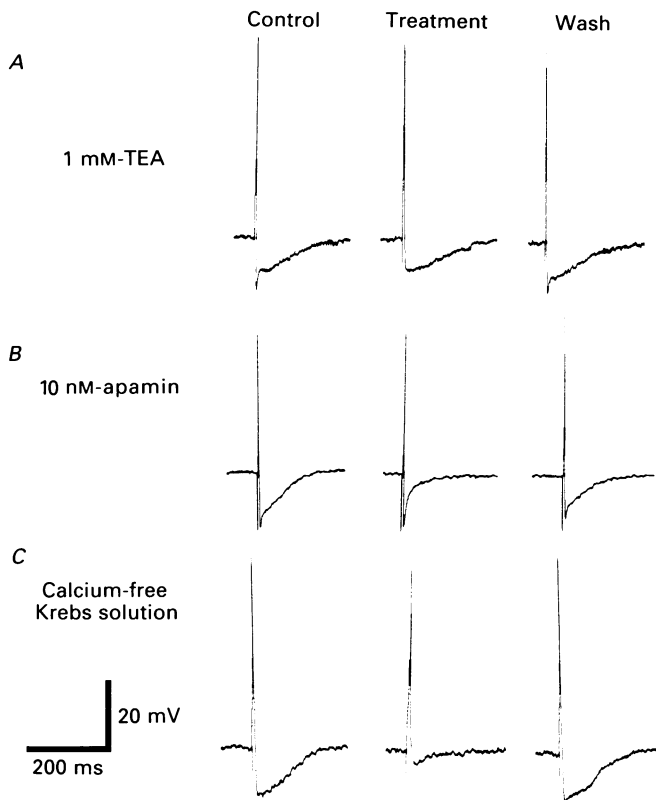 Control Treatment Wash
A
1 mM-TEA
B
10 nM-apamin
C
Calcium-free
Krebs solution
20 mV
200 ms